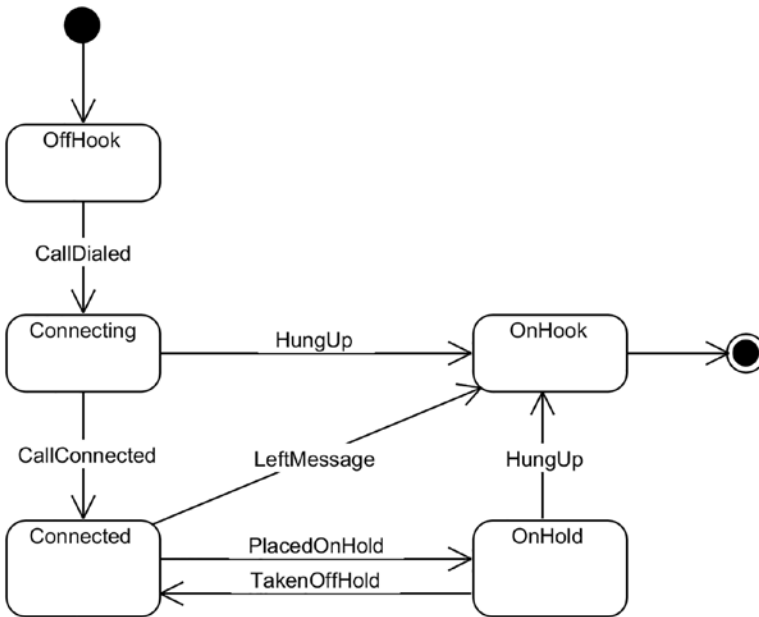 OffHook
CallDialed
Connecting
HungUp
OnHook
CallConnected
LeftMessage
HungUp
Connected
PlacedOnHold
OnHold
TakenOffHold